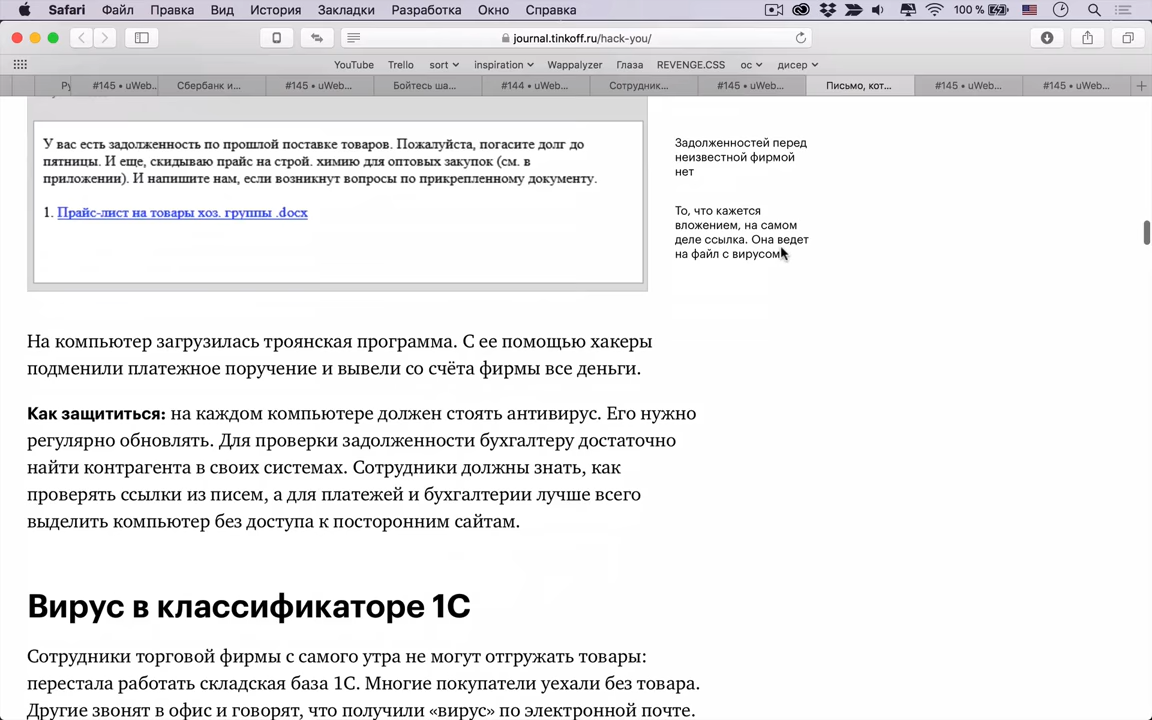 Safari Файл Правка Вид История Закладки Разработка Окно Справка 100 %
journal.tinkoff.ru/hack-you/
YouTube Trello sort inspiration Wappalyzer Глаза REVENGE.CSS ос дисер
Ру #145 • uWeb... Сбербанк и... #145 • uWeb... Бойтесь ша... #144 • uWeb... Сотрудник... #145 • uWeb... Письмо, кот... #145 • uWeb... #145 • uWeb...
У вас есть задолженность по прошлой поставке товаров. Пожалуйста, погасите долг до
пятницы. И еще, скидываю прайс на строй. химию для оптовых закупок (см. в
приложении). И напишите нам, если возникнут вопросы по прикрепленному документу.
1. Прайс-лист на товары хоз. группы .docx
Задолженностей перед
неизвестной фирмой
нет
То, что кажется
вложением, на самом
деле ссылка. Она ведет
на файл с вирусом
На компьютер загрузилась троянская программа. С ее помощью хакеры
подменили платежное поручение и вывели со счёта фирмы все деньги.
Как защититься: на каждом компьютере должен стоять антивирус. Его нужно
регулярно обновлять. Для проверки задолженности бухгалтеру достаточно
найти контрагента в своих системах. Сотрудники должны знать, как
проверять ссылки из писем, а для платежей и бухгалтерии лучше всего
выделить компьютер без доступа к посторонним сайтам.
Вирус в классификаторе 1С
Сотрудники торговой фирмы с самого утра не могут отгружать товары:
перестала работать складская база 1С. Многие покупатели уехали без товара.
Другие звонят в офис и говорят, что получили «вирус» по электронной почте.